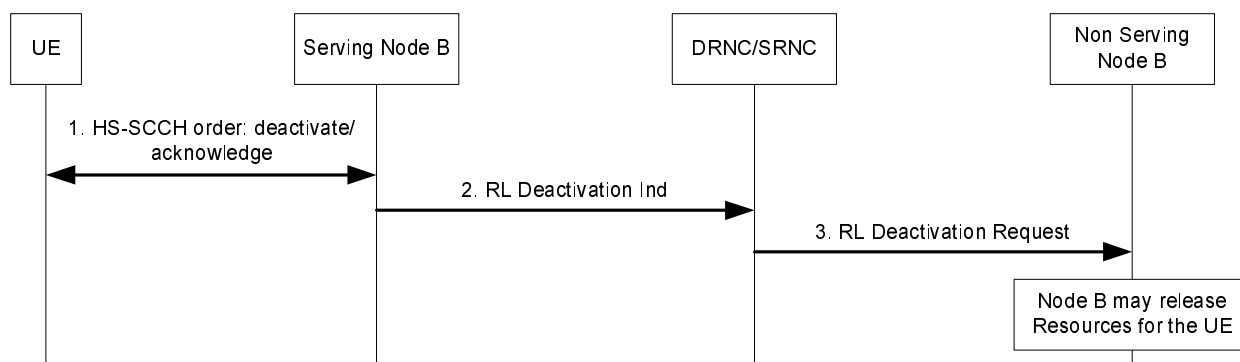 UE
Serving Node B
DRNC/SRNC
Non Serving
Node B
1. HS-SCCH order: deactivate/
acknowledge
2. RL Deactivation Ind
3. RL Deactivation Request
Node B may release
Resources for the UE